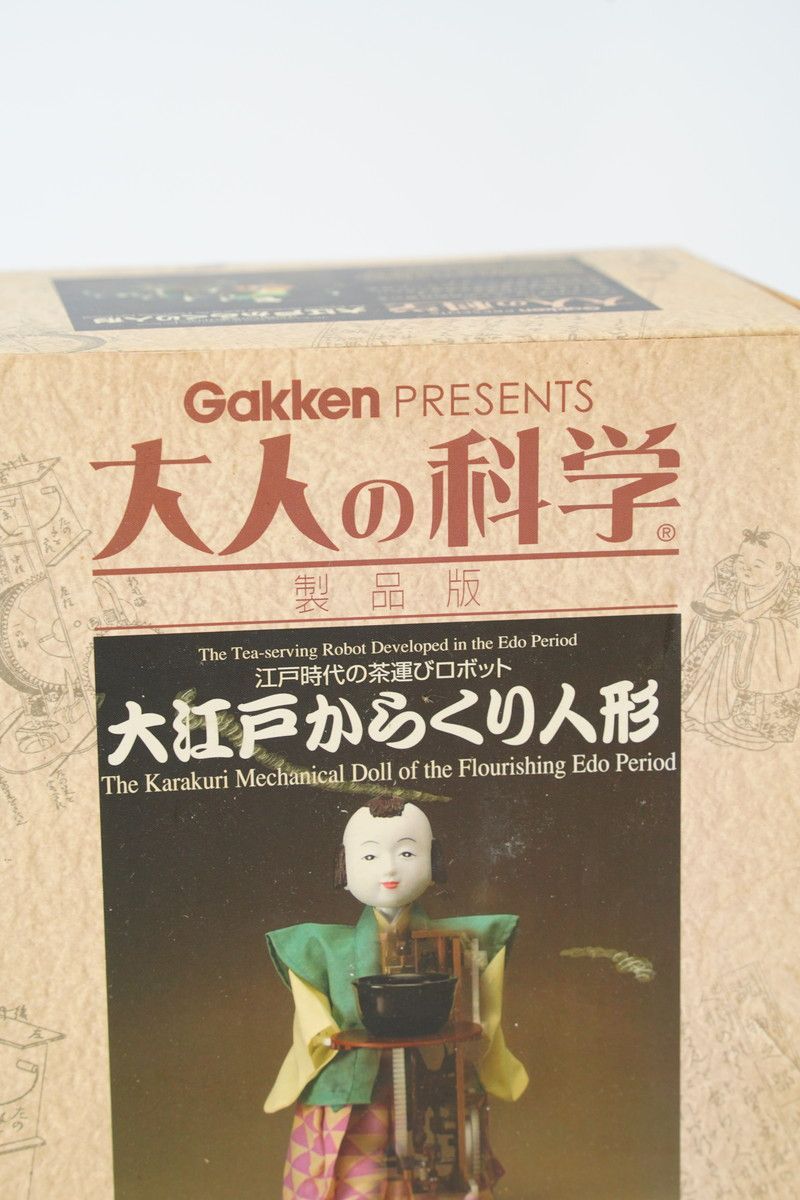 Gakken PRESENTS
大人の科学®
製品版
The Tea-serving Robot Developed in the Edo Period
江戸時代の茶運びロボット
大江戸からくり人形
The Karakuri Mechanical Doll of the Flourishing Edo Period